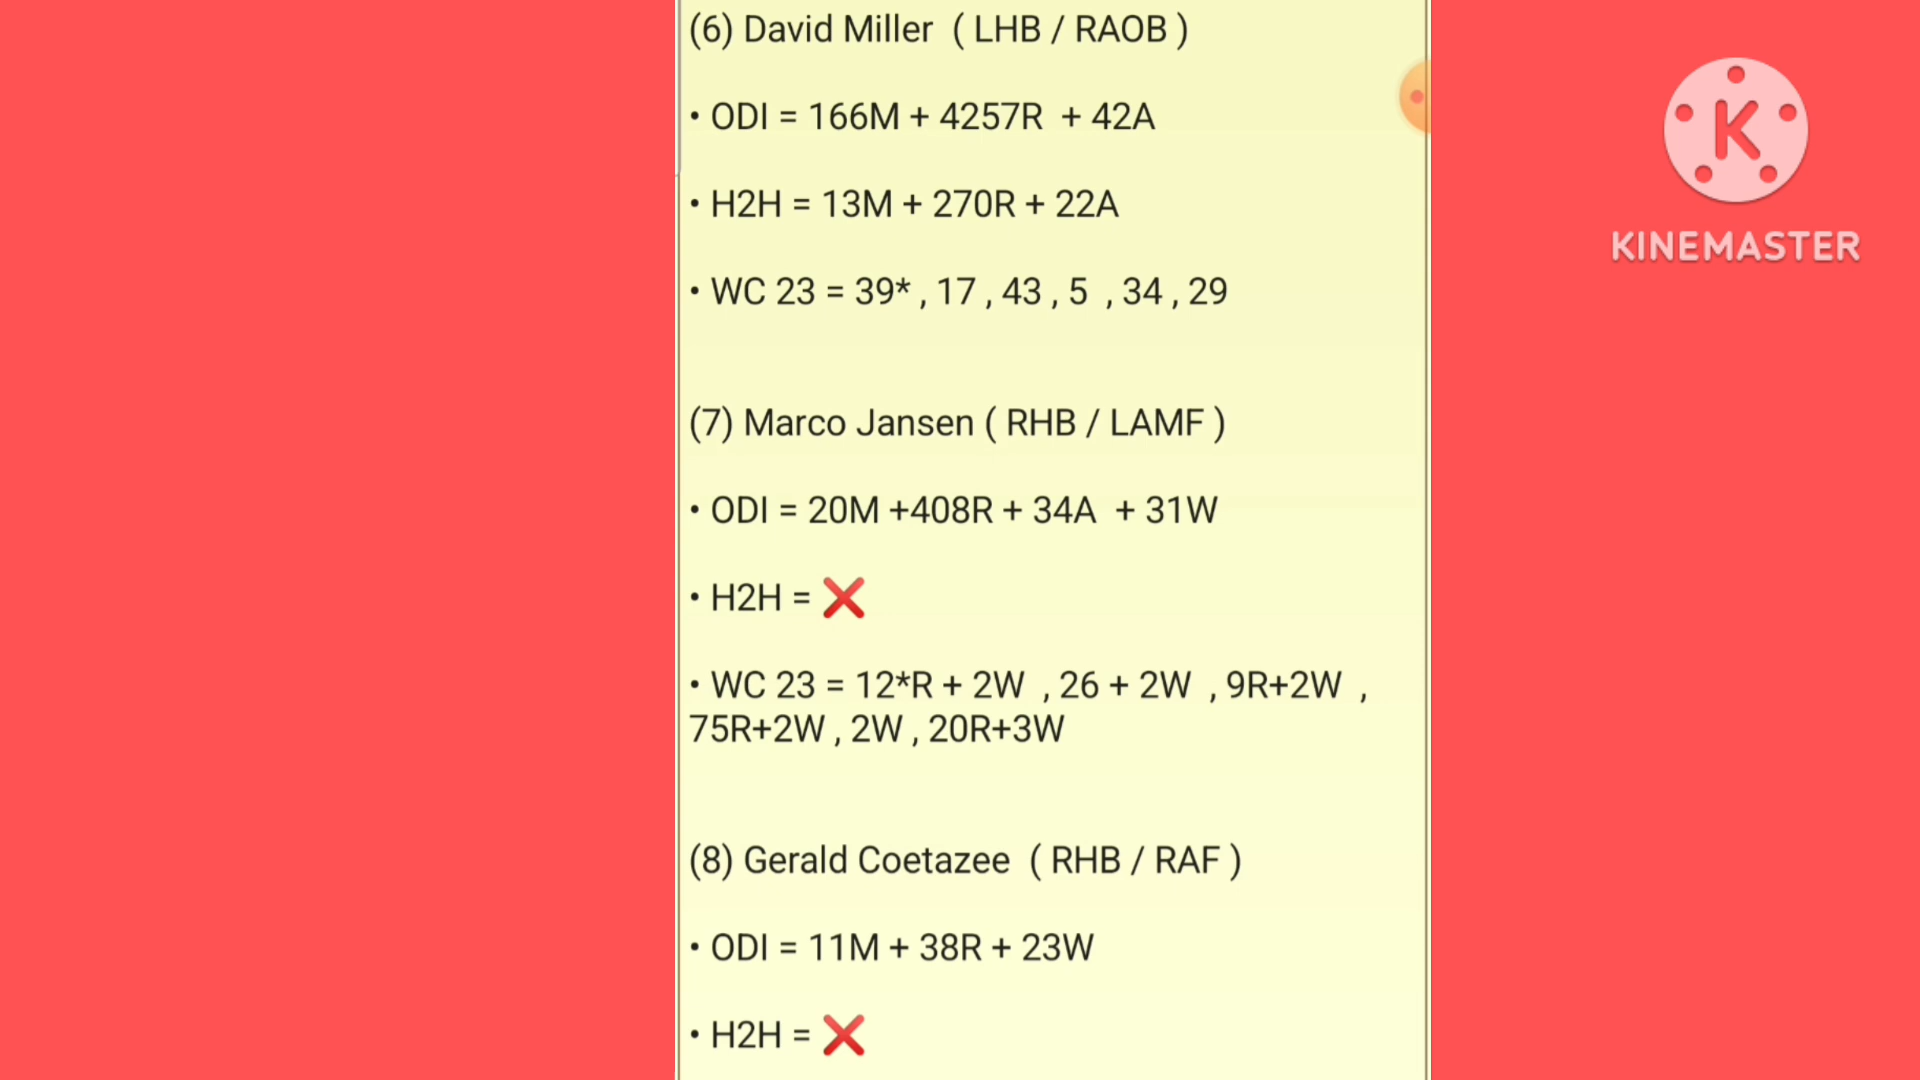 (6) David Miller ( LHB / RAOB )
• ODI = 166M + 4257R + 42A
• H2H = 13M + 270R + 22A
• WC 23 = 39* , 17 , 43 , 5 , 34 , 29
(7) Marco Jansen ( RHB / LAMF )
• ODI = 20M +408R + 34A + 31W
• H2H = ❌
• WC 23 = 12*R + 2W , 26 + 2W , 9R+2W ,
75R+2W , 2W , 20R+3W
(8) Gerald Coetazee ( RHB / RAF )
• ODI = 11M + 38R + 23W
• H2H = ❌
K
KINEMASTER